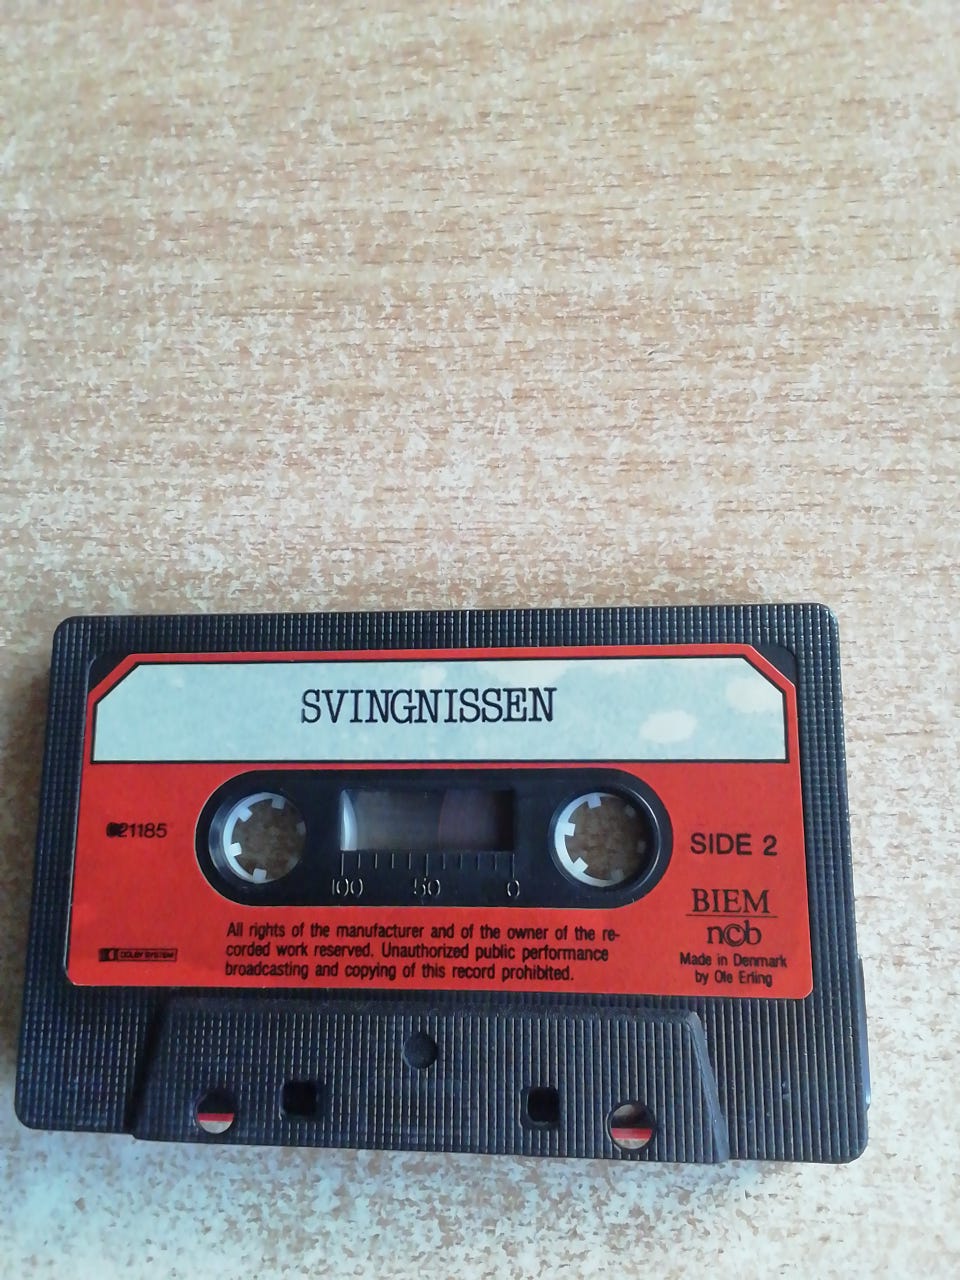 SVINGNISSEN
21185
SIDE 2
100 50 0
BIEM
n©b
All rights of the manufacturer and of the owner of the re-
corded work reserved. Unauthorized public performance
broadcasting and copying of this record prohibited.
Made in Denmark
by Ole Erling
DOLBY SYSTEM